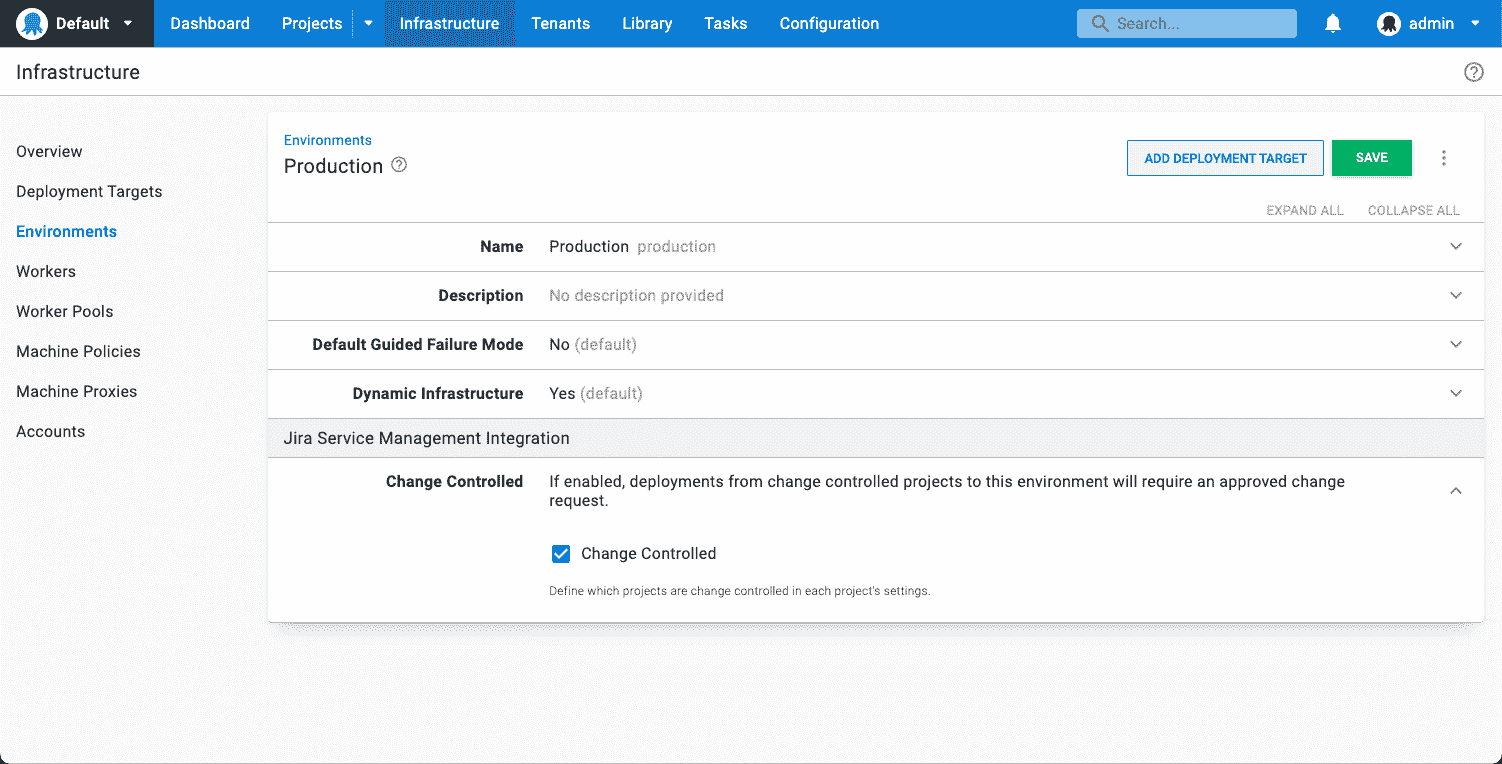 Default Dashboard Projects Infrastructure Tenants Library Tasks Configuration Search... admin
Infrastructure
Overview
Deployment Targets
Environments
Workers
Worker Pools
Machine Policies
Machine Proxies
Accounts
Environments
Production
ADD DEPLOYMENT TARGET SAVE
EXPAND ALL COLLAPSE ALL
Name Production production
Description No description provided
Default Guided Failure Mode No (default)
Dynamic Infrastructure Yes (default)
Jira Service Management Integration
Change Controlled If enabled, deployments from change controlled projects to this environment will require an approved change
request.
Change Controlled
Define which projects are change controlled in each project's settings.